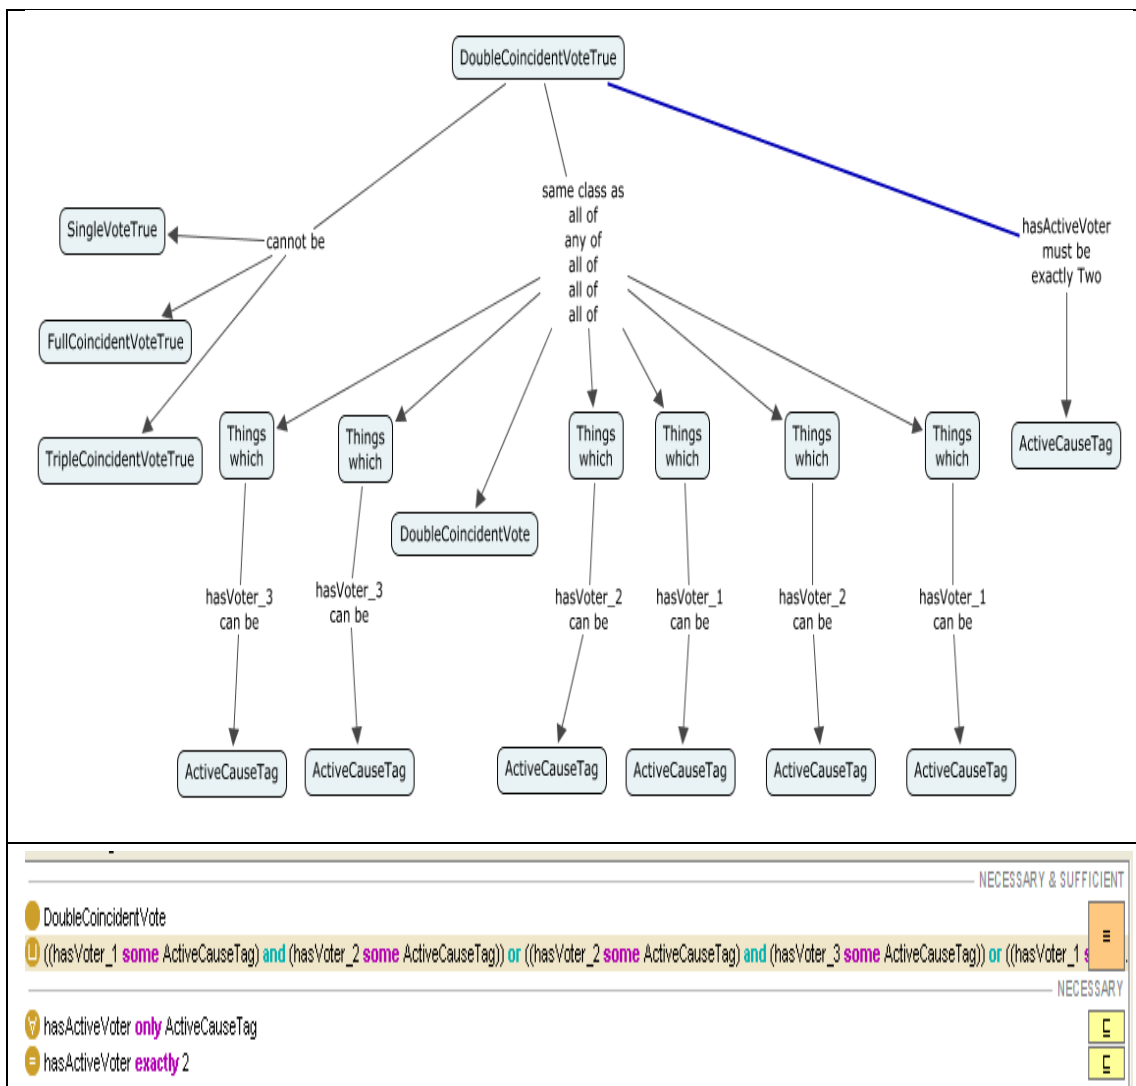 DoubleCoincidentVoteTrue
same class as
all of
any of
all of
all of
all of
SingleVoteTrue
cannot be
hasActiveVoter
must be
exactly Two
FullCoincidentVoteTrue
TripleCoincidentVoteTrue
Things
which
Things
which
Things
which
Things
which
Things
which
Things
which
ActiveCauseTag
DoubleCoincidentVote
hasVoter_3
can be
hasVoter_3
can be
hasVoter_2
can be
hasVoter_1
can be
hasVoter_2
can be
hasVoter_1
can be
ActiveCauseTag
ActiveCauseTag
ActiveCauseTag
ActiveCauseTag
ActiveCauseTag
ActiveCauseTag
NECESSARY & SUFFICIENT
DoubleCoincidentVote
≡
((hasVoter_1 some ActiveCauseTag) and (hasVoter_2 some ActiveCauseTag)) or ((hasVoter_2 some ActiveCauseTag) and (hasVoter_3 some ActiveCauseTag)) or ((hasVoter_1
NECESSARY
∀ hasActiveVoter only ActiveCauseTag ⊑
= hasActiveVoter exactly 2 ⊑